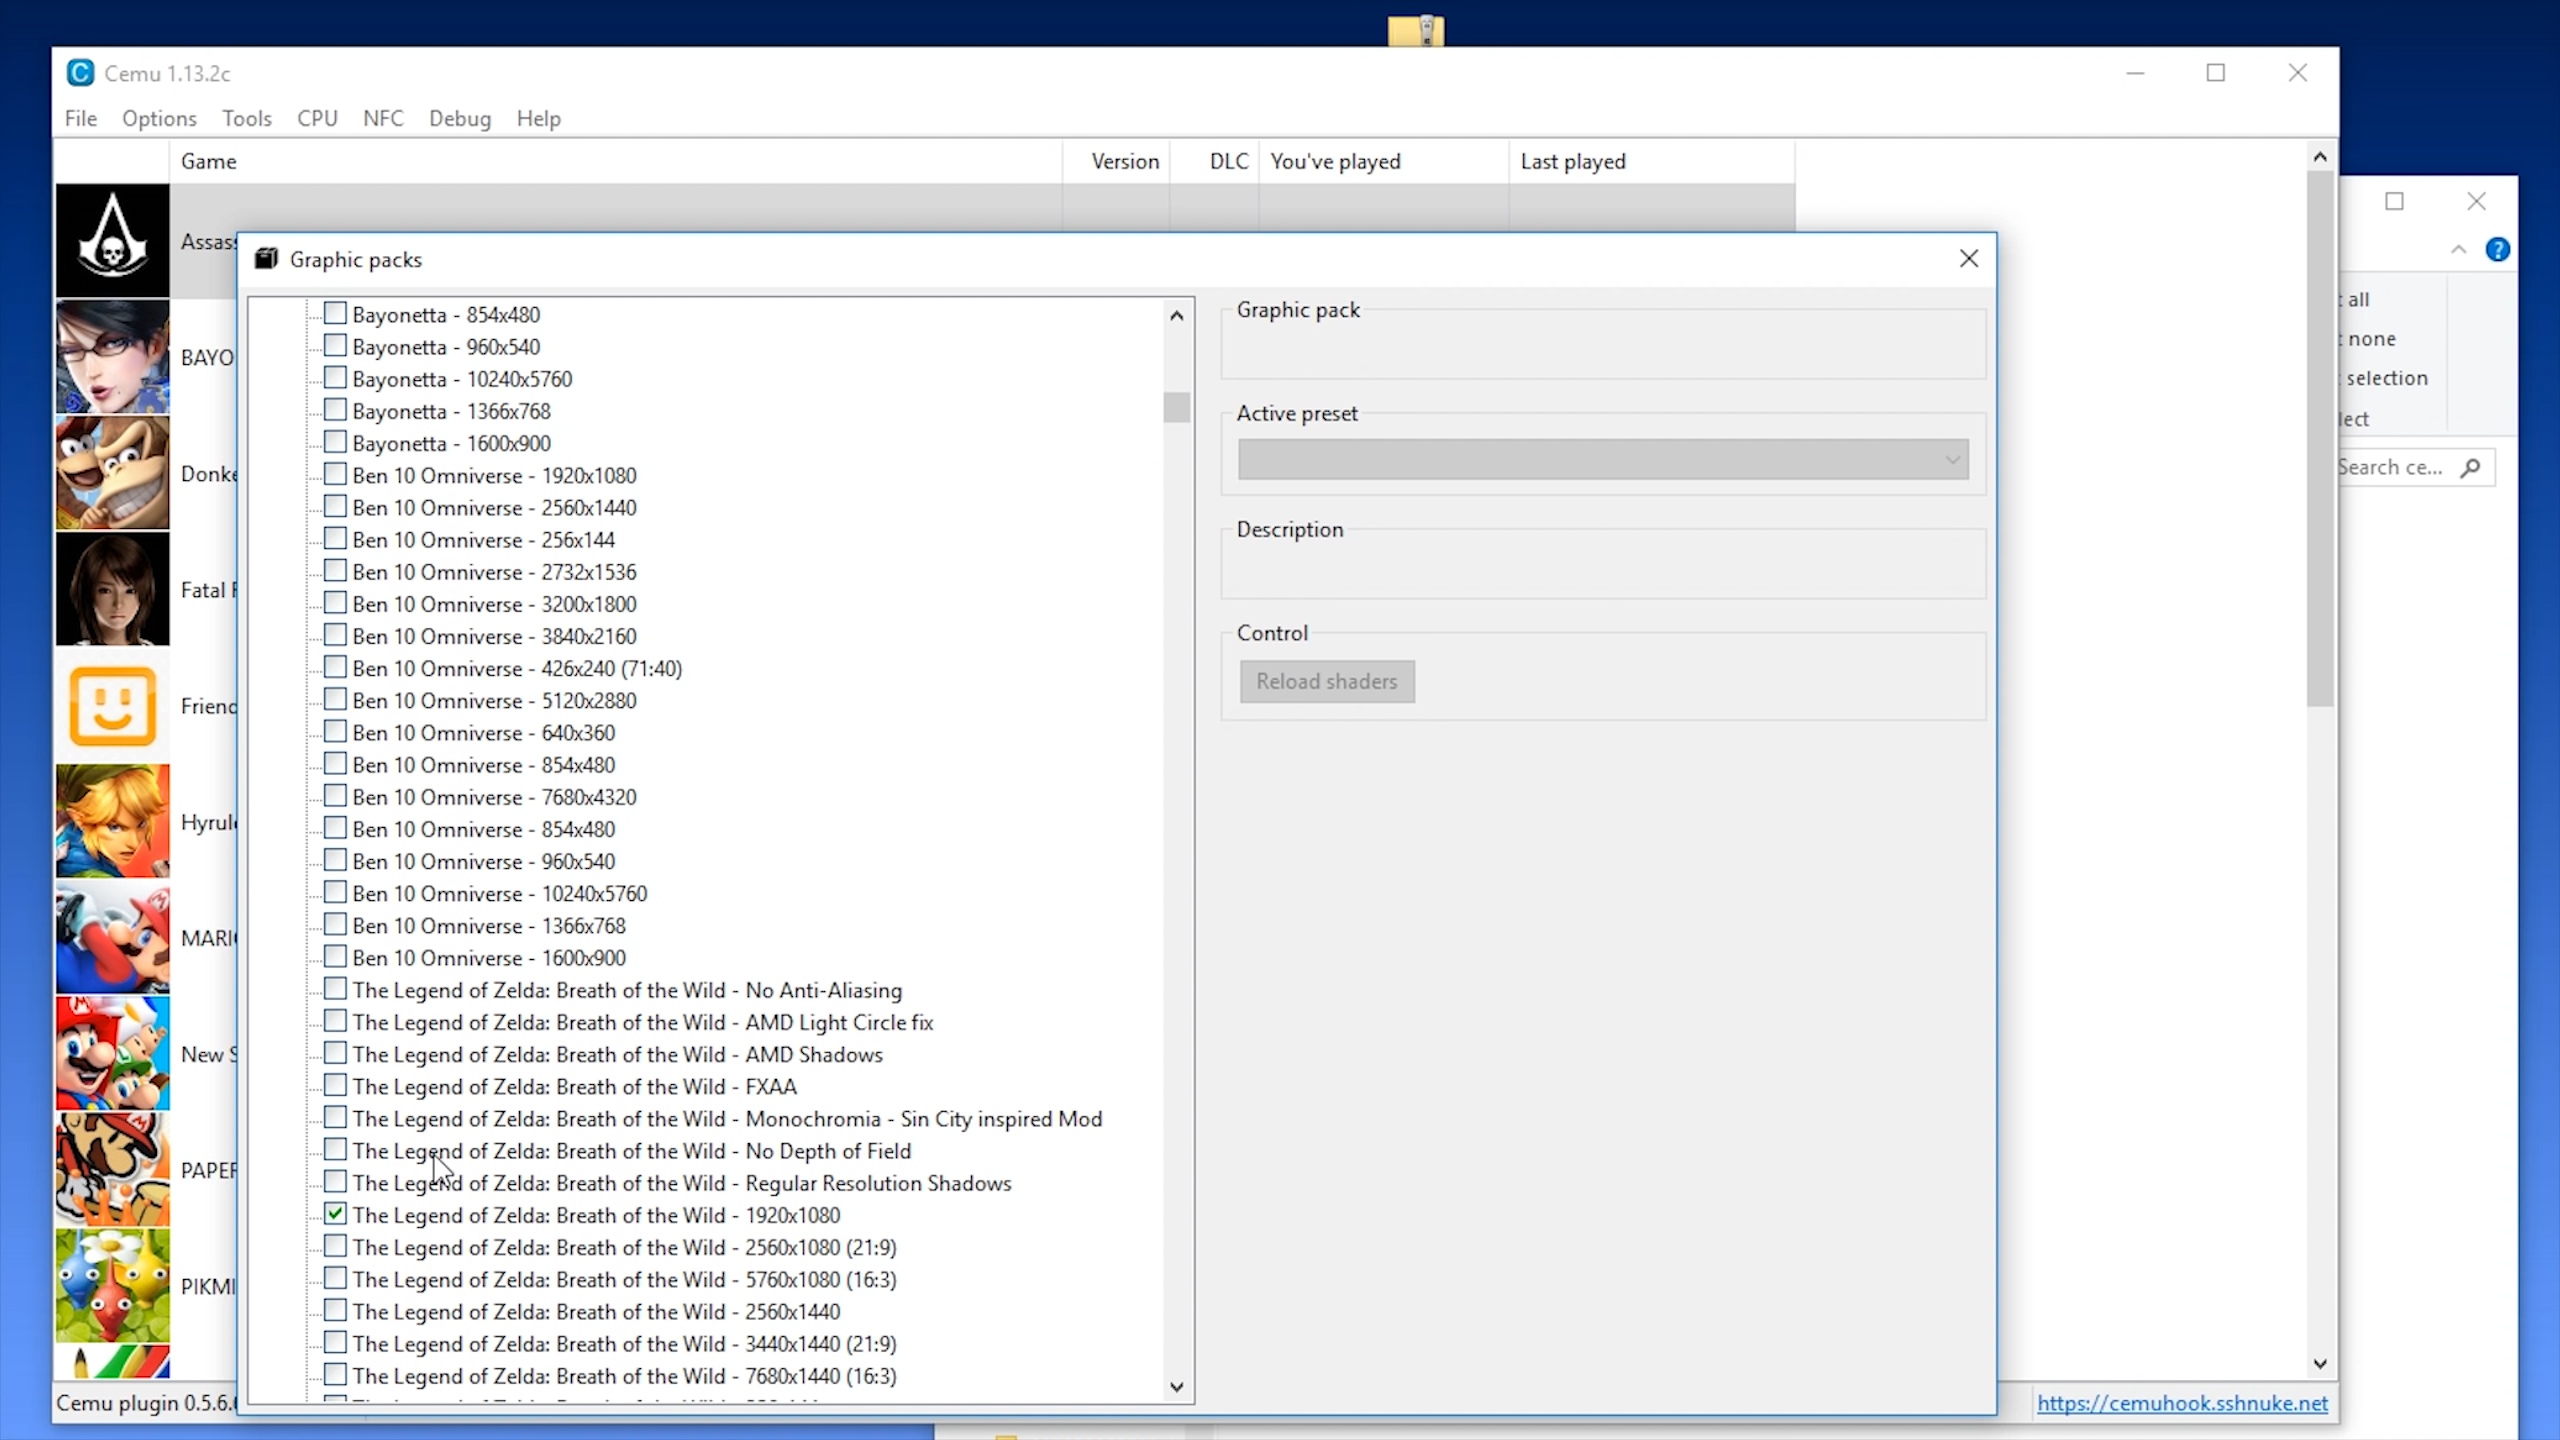 Cemu 1.13.2c
File Options Tools CPU NFC Debug Help
Game Version DLC You've played Last played
Assas
BAYO
Donke
Fatal F
Friend
Hyrul
MARI
New S
PAPER
PIKMI
Graphic packs
Bayonetta - 854x480
Bayonetta - 960x540
Bayonetta - 10240x5760
Bayonetta - 1366x768
Bayonetta - 1600x900
Ben 10 Omniverse - 1920x1080
Ben 10 Omniverse - 2560x1440
Ben 10 Omniverse - 256x144
Ben 10 Omniverse - 2732x1536
Ben 10 Omniverse - 3200x1800
Ben 10 Omniverse - 3840x2160
Ben 10 Omniverse - 426x240 (71:40)
Ben 10 Omniverse - 5120x2880
Ben 10 Omniverse - 640x360
Ben 10 Omniverse - 854x480
Ben 10 Omniverse - 7680x4320
Ben 10 Omniverse - 854x480
Ben 10 Omniverse - 960x540
Ben 10 Omniverse - 10240x5760
Ben 10 Omniverse - 1366x768
Ben 10 Omniverse - 1600x900
The Legend of Zelda: Breath of the Wild - No Anti-Aliasing
The Legend of Zelda: Breath of the Wild - AMD Light Circle fix
The Legend of Zelda: Breath of the Wild - AMD Shadows
The Legend of Zelda: Breath of the Wild - FXAA
The Legend of Zelda: Breath of the Wild - Monochromia - Sin City inspired Mod
The Legend of Zelda: Breath of the Wild - No Depth of Field
The Legend of Zelda: Breath of the Wild - Regular Resolution Shadows
The Legend of Zelda: Breath of the Wild - 1920x1080
The Legend of Zelda: Breath of the Wild - 2560x1080 (21:9)
The Legend of Zelda: Breath of the Wild - 5760x1080 (16:3)
The Legend of Zelda: Breath of the Wild - 2560x1440
The Legend of Zelda: Breath of the Wild - 3440x1440 (21:9)
The Legend of Zelda: Breath of the Wild - 7680x1440 (16:3)
Graphic pack
Active preset
Description
Control
Reload shaders
all
none
selection
lect
Search ce...
Cemu plugin 0.5.6.
https://cemuhook.sshnuke.net